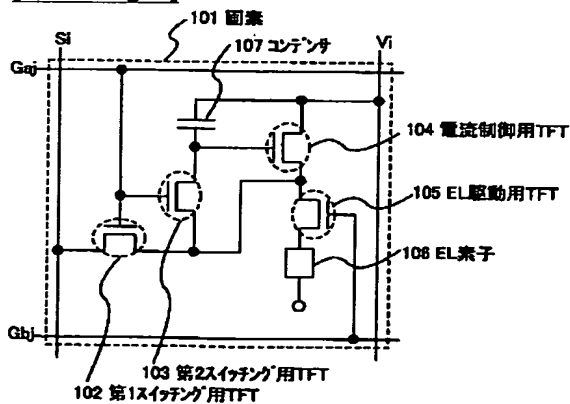 101 画素
Si
107 コンデンサ
Vi
Gaj
104 電流制御用TFT
105 EL駆動用TFT
106 EL素子
Gbj
103 第2スイッチング用TFT
102 第1スイッチング用TFT